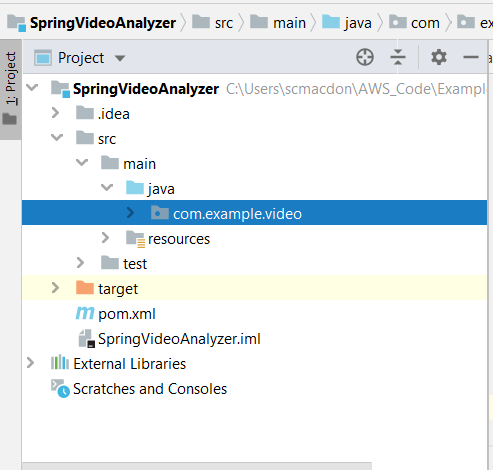 SpringVideoAnalyzer src main java com ex
1: Project
Project
SpringVideoAnalyzer C:\Users\scmacdon\AWS_Code\Example
.idea
src
main
java
com.example.video
resources
test
target
pom.xml
SpringVideoAnalyzer.iml
External Libraries
Scratches and Consoles